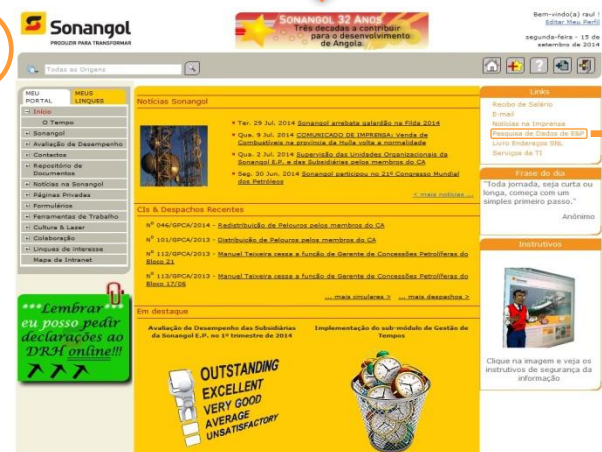 Sonangol
PRODUZIR PARA TRANSFORMAR
SONANGOL 32 ANOS
Três decadas a contribuir
para o desenvolvimento
de Angola.
Bem-vindo(a) raul !
Editar Meu Perfil
segunda-feira - 15 de
setembro de 2014
Todas as Origens
MEU
PORTAL
MEUS
LINQUES
Início
O Tempo
Sonangol
Avaliação de Desempenho
Contactos
Repositório de
Documentos
Notícias na Sonangol
Páginas Privadas
Formulários
Ferramentas de Trabalho
Cultura & Lazer
Colaboração
Linques de Interesse
Mapa de Intranet
***Lembrar***
eu posso pedir
declarações ao
DRH online!!!
Notícias Sonangol
Ter. 29 Jul. 2014 Sonangol arrebata galardão na Filda 2014
Qua. 9 Jul. 2014 COMUNICADO DE IMPRENSA: Venda de
Combustíveis na província da Huíla volta a normalidade
Qua. 2 Jul. 2014 Supervisão das Unidades Organizacionais da
Sonangol E.P. e das Subsidiárias pelos membros do CA
Seg. 30 Jun. 2014 Sonangol participou no 21º Congresso Mundial
dos Petróleos
< mais notícias ...
CIs & Despachos Recentes
Nº 046/GPCA/2014 - Redistribuição de Pelouros pelos membros do CA
Nº 101/GPCA/2013 - Distribuição de Pelouros pelos membros do CA
Nº 112/GPCA/2013 - Manuel Teixeira cessa a função de Gerente de Concessões Petrolíferas do
Bloco 21
Nº 113/GPCA/2013 - Manuel Teixeira cessa a função de Gerente de Concessões Petrolíferas do
Bloco 17/06
... mais circulares > ... mais despachos >
Em destaque
Avaliação de Desempenho das Subsidiárias
da Sonangol E.P. no 1º trimestre de 2014
OUTSTANDING
EXCELLENT
VERY GOOD
AVERAGE
UNSATISFACTORY
Implementação do sub-módulo de Gestão de
Tempos
Links
Recibo de Salário
E-mail
Notícias na Imprensa
Pesquisa de Dados de E&P
Livro Endereços SNL
Serviços da TI
Frase do dia
"Toda jornada, seja curta ou
longa, começa com um
simples primeiro passo."
Anónimo
Instrutivos
Clique na imagem e veja os
instrutivos de segurança da
informação